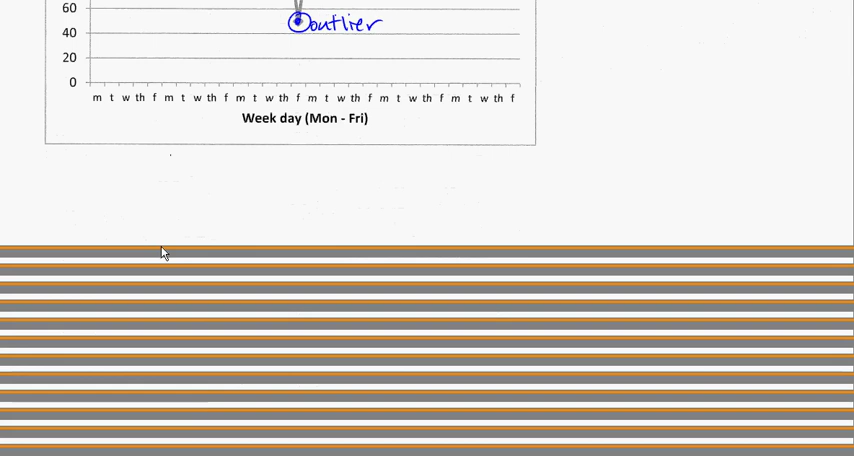 60
outlier
40
20
0
m t w th f m t w th f m t w th f m t w th f m t w th f m t w th f
Week day (Mon - Fri)